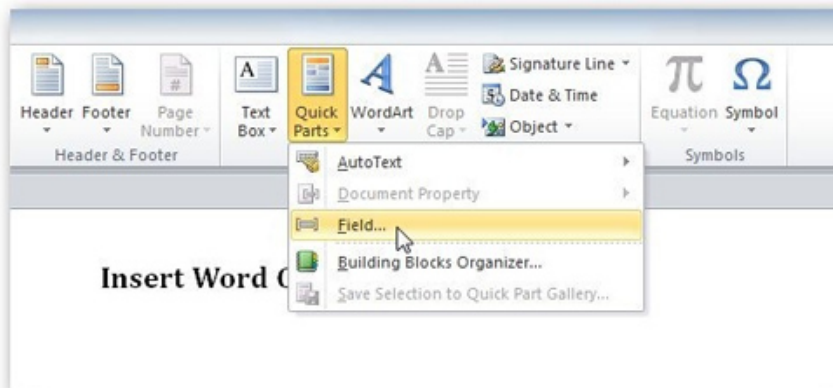 Header Footer Page Number
Text Box
Quick Parts
WordArt
Drop Cap
Signature Line
Date & Time
Object
Equation Symbol
Header & Footer
Symbols
AutoText
Document Property
Field...
Building Blocks Organizer...
Save Selection to Quick Part Gallery...
Insert Word